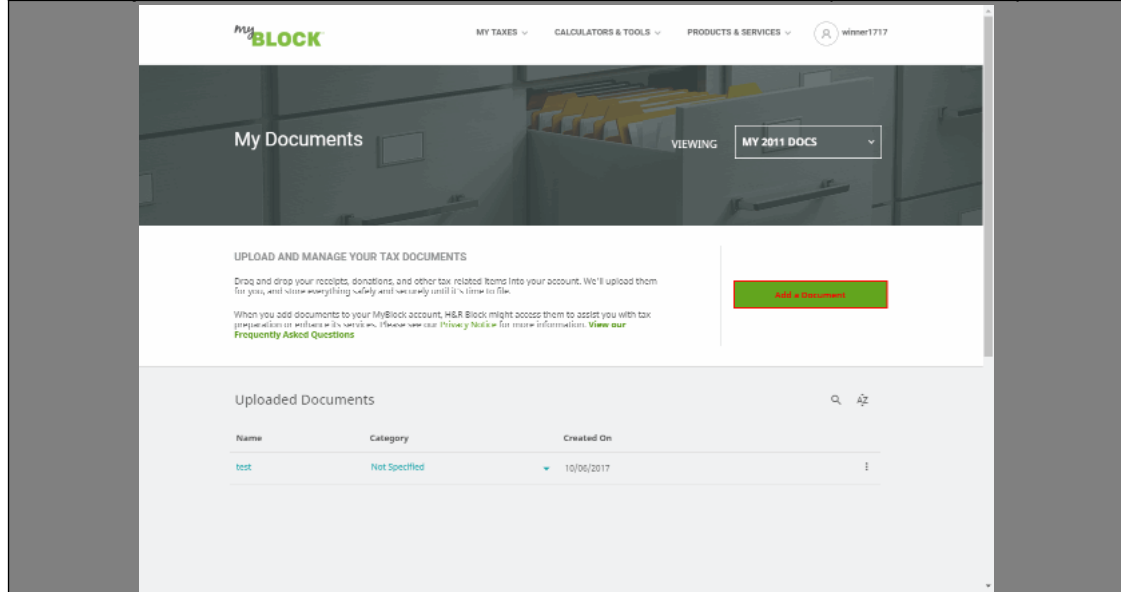 myBLOCK
MY TAXES
CALCULATORS & TOOLS
PRODUCTS & SERVICES
winner1717
My Documents
VIEWING
MY 2011 DOCS
UPLOAD AND MANAGE YOUR TAX DOCUMENTS
Drag and drop your receipts, donations, and other tax related items into your account. We'll upload them
for you, and store everything safely and securely until it's time to file.
Add a Document
When you add documents to your MyBlock account, H&R Block might access them to assist you with tax
preparation or enhance its services. Please see our Privacy Notice for more information. View our
Frequently Asked Questions
Uploaded Documents
AZ
Name Category Created On
test Not Specified 10/06/2017